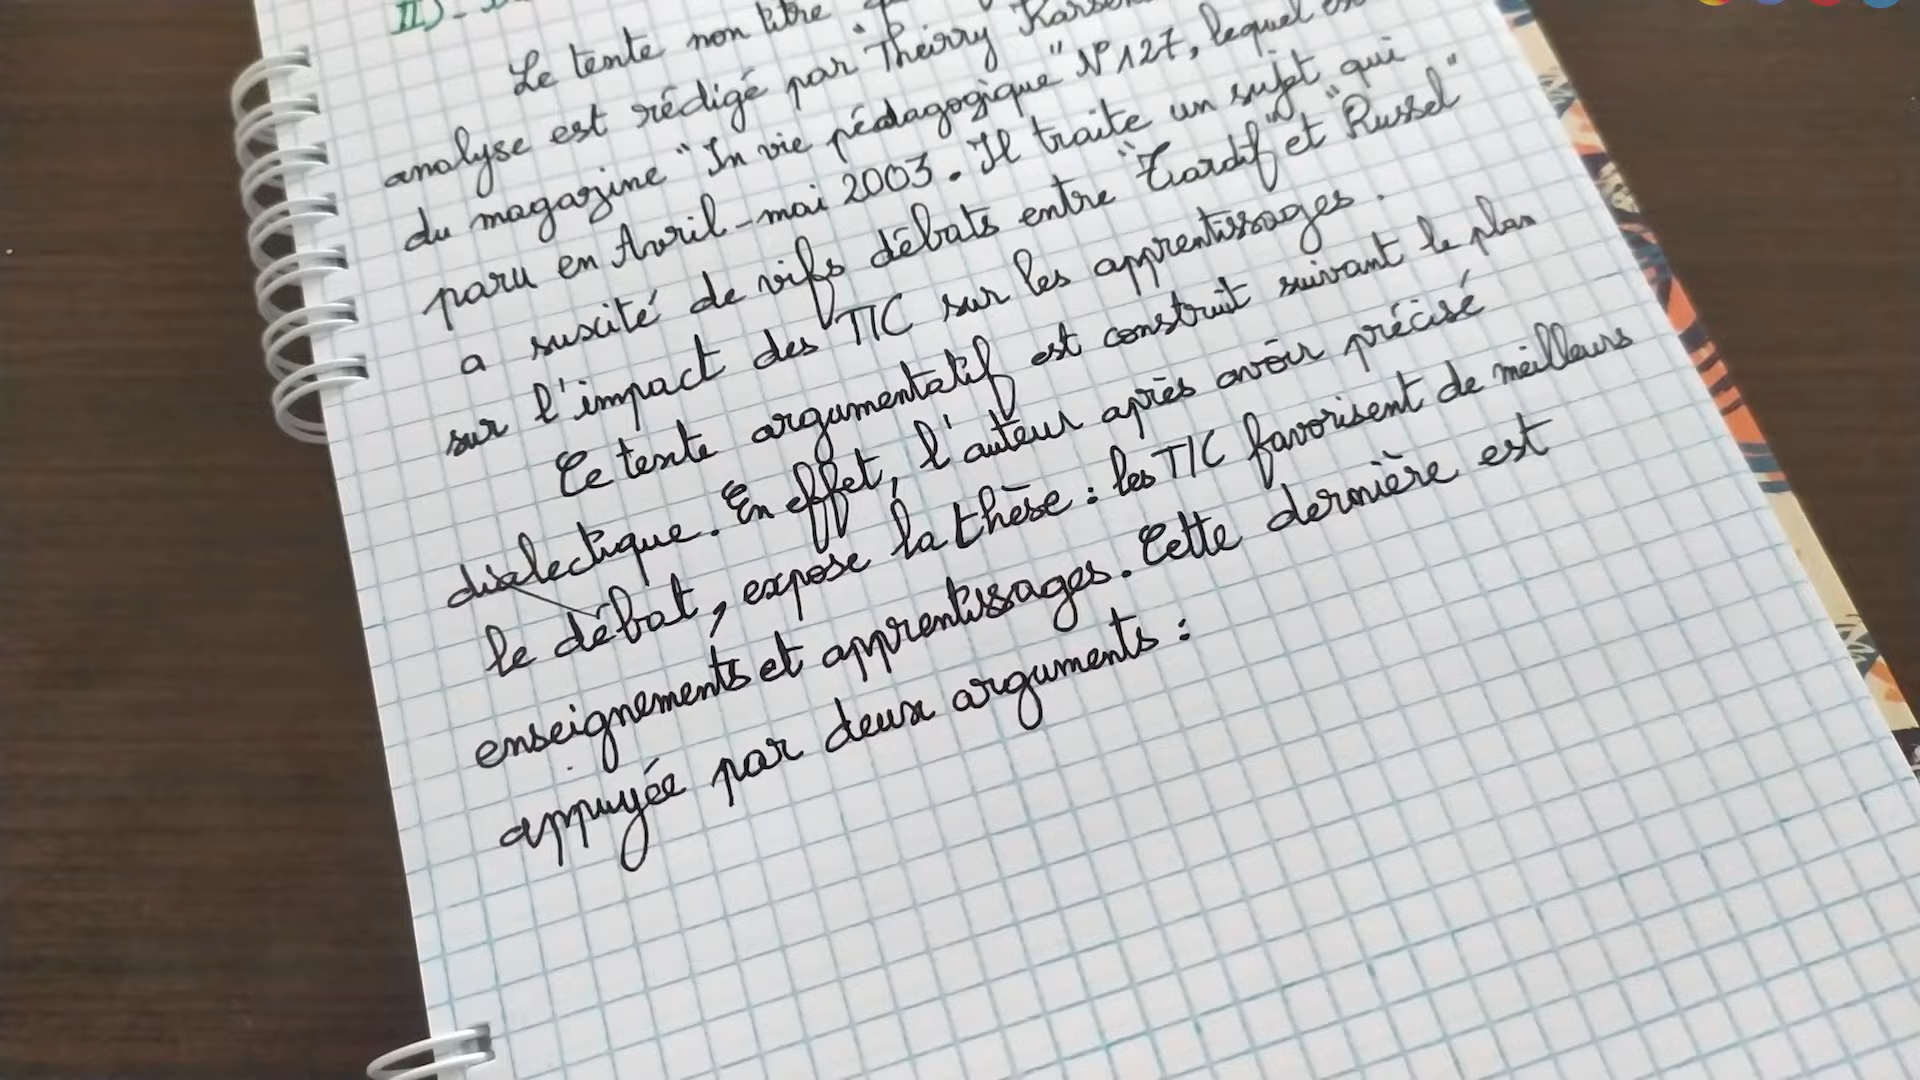 II)-
Le texte non titré
analyse est rédigé par "Theirry
du magazine "In vie pédagogique" N°127, lequel
paru en Avril-mai 2003. Il traite un sujet qui
a suscité de vifs débats entre "Tardif" et "Russel"
sur l'impact des TIC sur les apprentissages.
Ce texte argumentatif est construit suivant le plan
dialectique. En effet, l'auteur après avoir précisé
le débat, expose la thèse : les TIC favorisent de meilleurs
enseignements et apprentissages. Cette dernière est
appuyée par deux arguments :